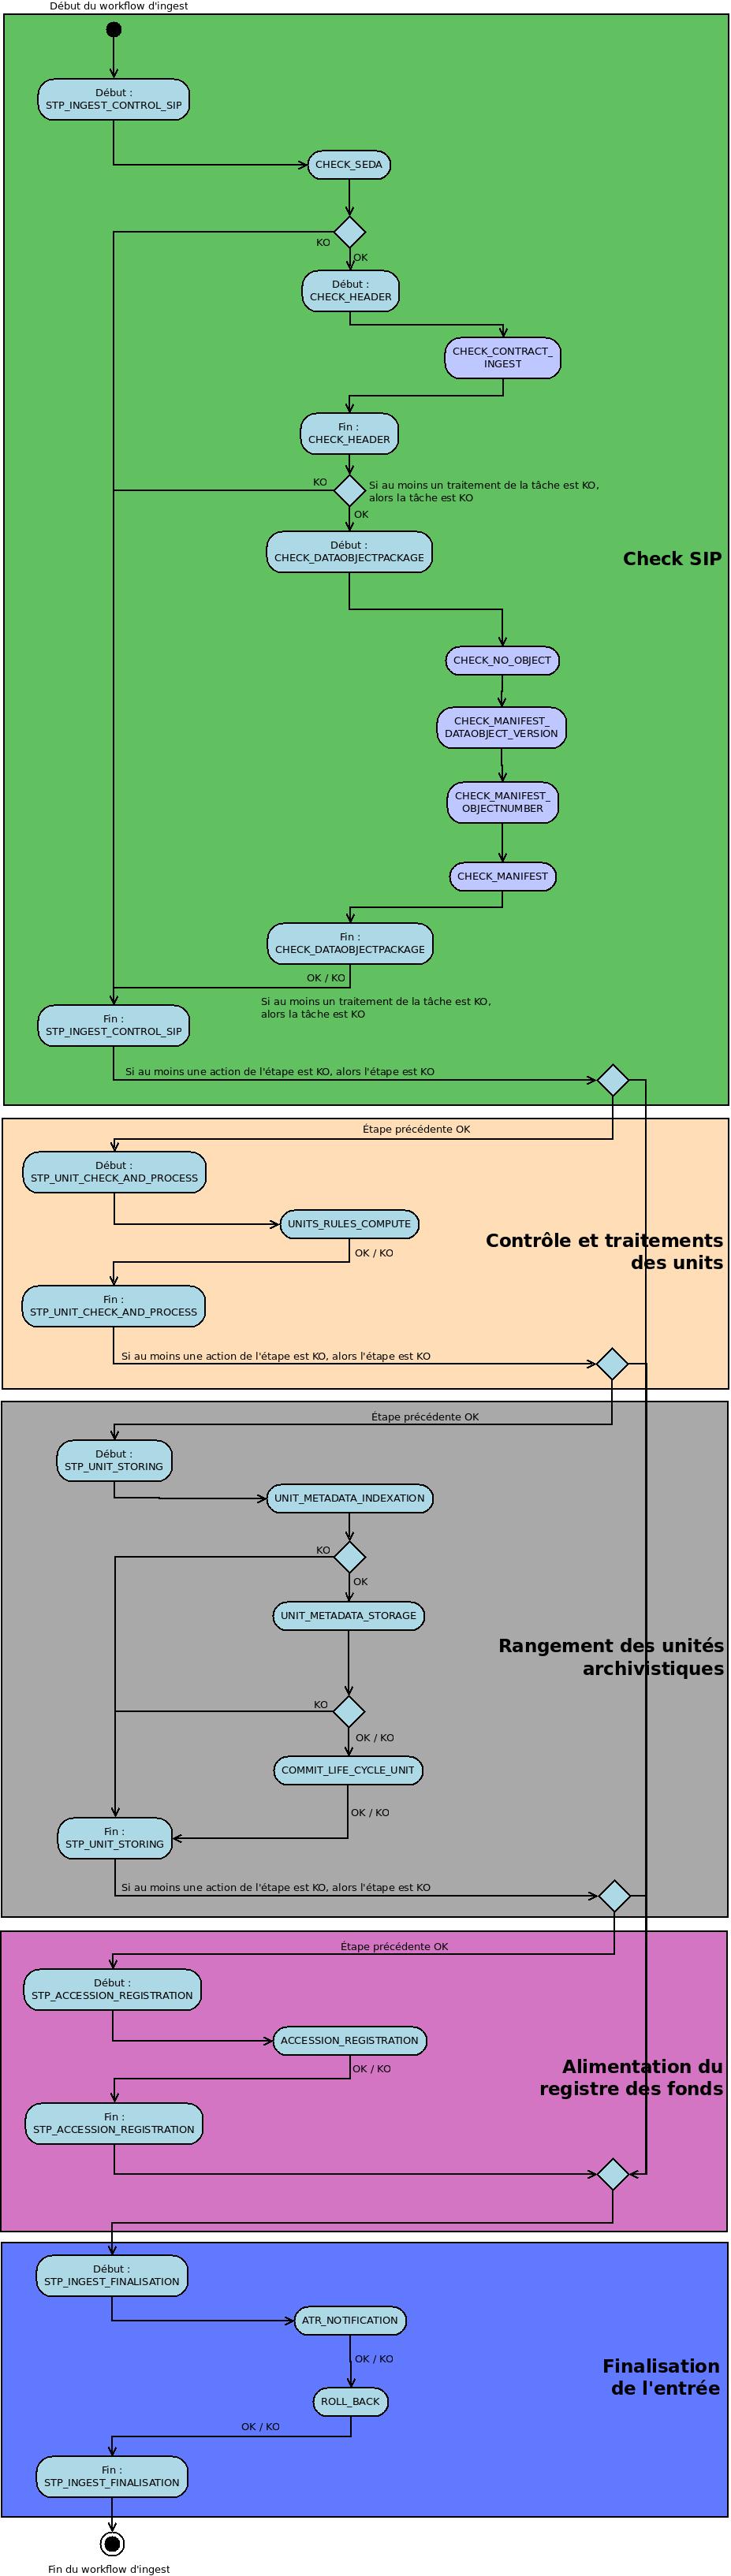 Début du workflow d'ingest
Début :
STP_INGEST_CONTROL_SIP
CHECK_SEDA
KO
OK
Début :
CHECK_HEADER
CHECK_CONTRACT_
INGEST
Fin :
CHECK_HEADER
KO
Si au moins un traitement de la tâche est KO,
alors la tâche est KO
OK
Début :
CHECK_DATAOBJECTPACKAGE
Check SIP
CHECK_NO_OBJECT
CHECK_MANIFEST_
DATAOBJECT_VERSION
CHECK_MANIFEST_
OBJECTNUMBER
CHECK_MANIFEST
Fin :
CHECK_DATAOBJECTPACKAGE
OK / KO
Si au moins un traitement de la tâche est KO,
alors la tâche est KO
Fin :
STP_INGEST_CONTROL_SIP
Si au moins une action de l'étape est KO, alors l'étape est KO
Étape précédente OK
Début :
STP_UNIT_CHECK_AND_PROCESS
UNITS_RULES_COMPUTE
Contrôle et traitements
des units
OK / KO
Fin :
STP_UNIT_CHECK_AND_PROCESS
Si au moins une action de l'étape est KO, alors l'étape est KO
Étape précédente OK
Début :
STP_UNIT_STORING
UNIT_METADATA_INDEXATION
KO
OK
UNIT_METADATA_STORAGE
Rangement des unités
archivistiques
KO
OK / KO
COMMIT_LIFE_CYCLE_UNIT
OK / KO
Fin :
STP_UNIT_STORING
Si au moins une action de l'étape est KO, alors l'étape est KO
Étape précédente OK
Début :
STP_ACCESSION_REGISTRATION
ACCESSION_REGISTRATION
OK / KO
Alimentation du
registre des fonds
Fin :
STP_ACCESSION_REGISTRATION
Début :
STP_INGEST_FINALISATION
ATR_NOTIFICATION
OK / KO
Finalisation
de l'entrée
ROLL_BACK
OK / KO
Fin :
STP_INGEST_FINALISATION
Fin du workflow d'ingest